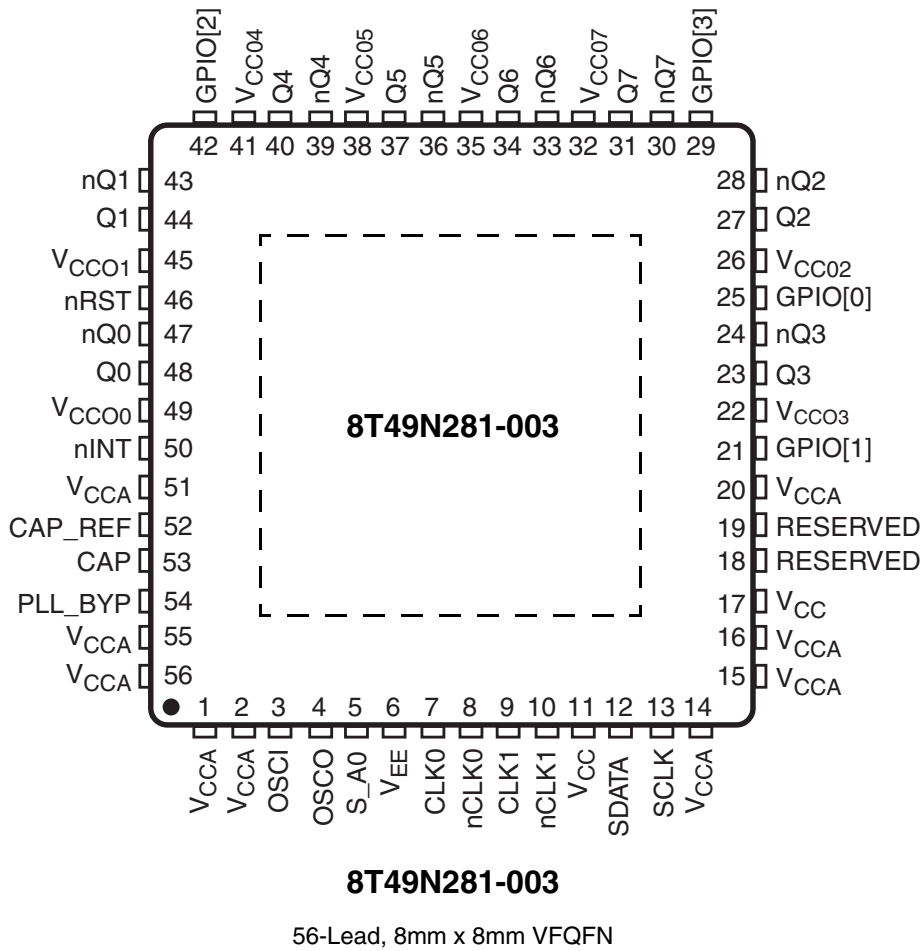 GPIO[2] VCC04 Q4 nQ4 VCC05 Q5 nQ5 VCC06 Q6 nQ6 VCC07 Q7 nQ7 GPIO[3]
42 41 40 39 38 37 36 35 34 33 32 31 30 29
nQ1 43 28 nQ2
Q1 44 27 Q2
VCCO1 45 26 VCC02
nRST 46 25 GPIO[0]
nQ0 47 24 nQ3
Q0 48 23 Q3
VCCO0 49 22 VCCO3
8T49N281-003
nINT 50 21 GPIO[1]
VCCA 51 20 VCCA
CAP_REF 52 19 RESERVED
CAP 53 18 RESERVED
PLL_BYP 54 17 VCC
VCCA 55 16 VCCA
VCCA 56 15 VCCA
1 2 3 4 5 6 7 8 9 10 11 12 13 14
VCCA VCCA OSCI OSCO S_A0 VEE CLK0 nCLK0 CLK1 nCLK1 VCC SDATA SCLK VCCA
8T49N281-003
56-Lead, 8mm x 8mm VFQFN